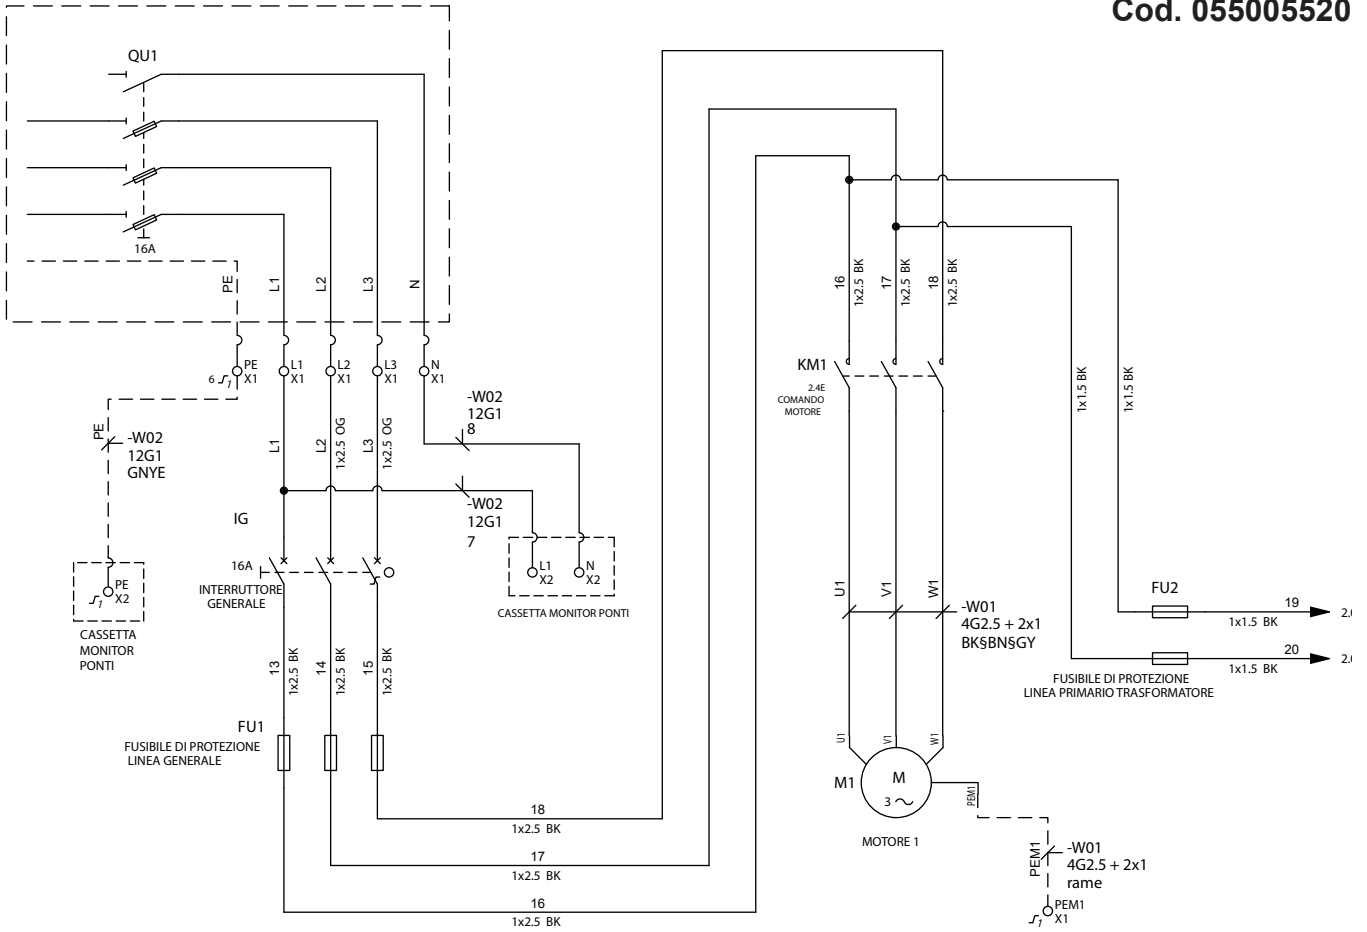 Cod. 055005520
QU1
16A
PE
L1
L2
L3
N
6
1
PE
X1
L1
X1
L2
X1
L3
X1
N
X1
PE
-W02
12G1
GNYE
L1
L2
1x2.5 OG
L3
1x2.5 OG
-W02
12G1
8
-W02
12G1
7
IG
16A
INTERRUTTORE
GENERALE
L1
X2
N
X2
CASSETTA MONITOR PONTI
1
PE
X2
CASSETTA
MONITOR
PONTI
13
1x2.5 BK
14
1x2.5 BK
15
1x2.5 BK
FU1
FUSIBILE DI PROTEZIONE
LINEA GENERALE
18
1x2.5 BK
17
1x2.5 BK
16
1x2.5 BK
16
1x2.5 BK
17
1x2.5 BK
18
1x2.5 BK
KM1
2.4E
COMANDO
MOTORE
1x1.5 BK
1x1.5 BK
U1
V1
W1
-W01
4G2.5 + 2x1
BK§BN§GY
FU2
19
1x1.5 BK
20
1x1.5 BK
FUSIBILE DI PROTEZIONE
LINEA PRIMARIO TRASFORMATORE
U1
V1
W1
M1
M
3
MOTORE 1
PEM1
PEM1
-W01
4G2.5 + 2x1
rame
1
PEM1
X1